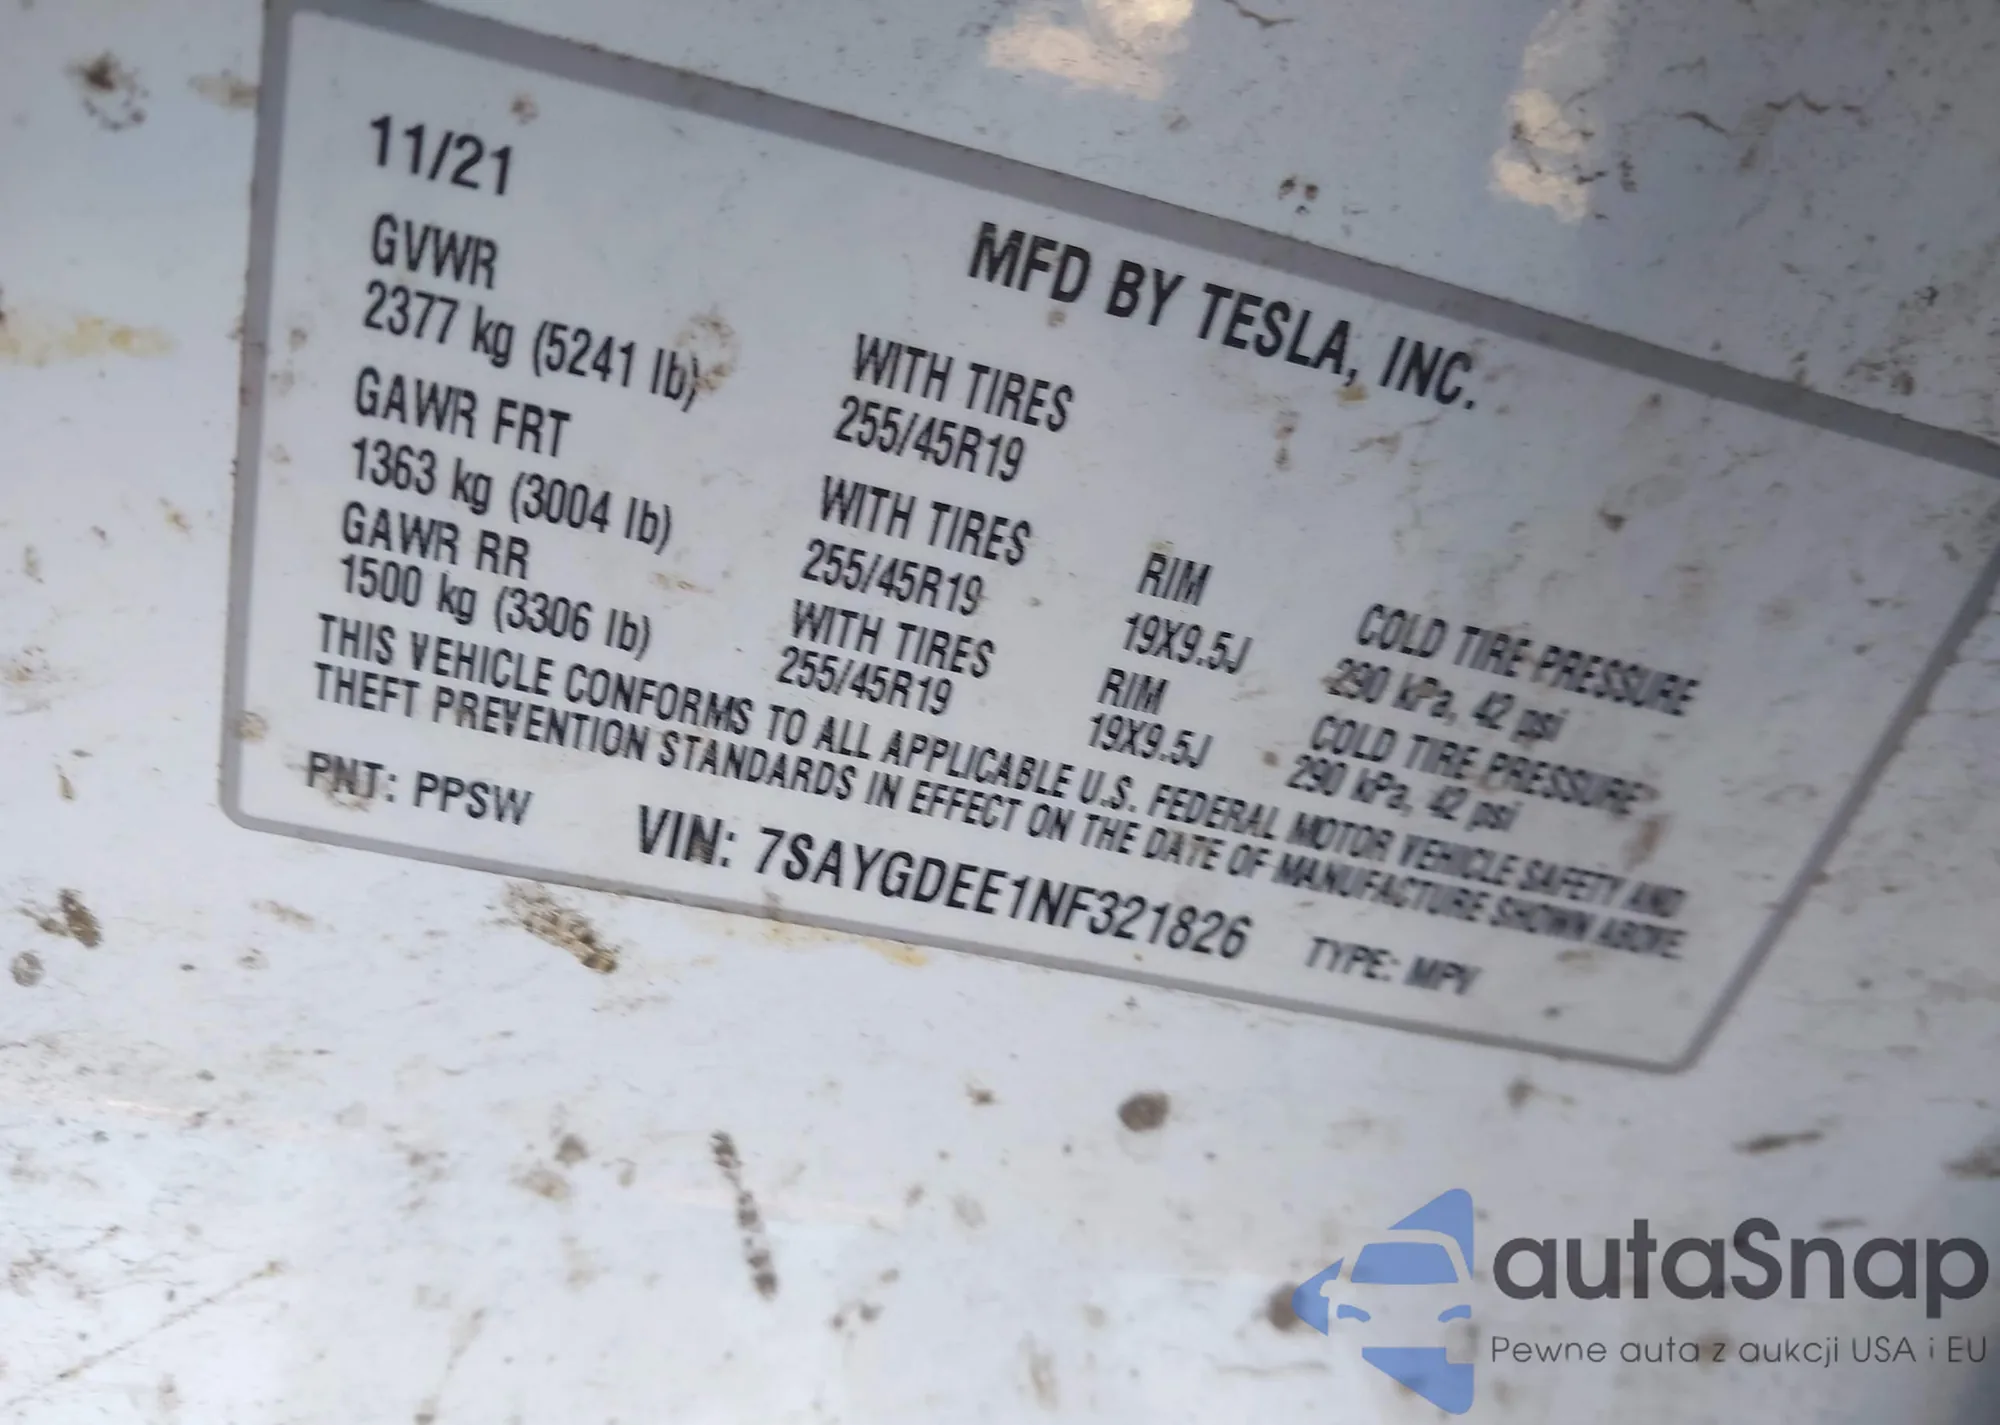 11/21
MFD BY TESLA, INC.
GVWR
2377 kg (5241 lb)
WITH TIRES
255/45R19
GAWR FRT
1363 kg (3004 lb)
WITH TIRES
255/45R19
RIM
19X9.5J
COLD TIRE PRESSURE
290 kPa, 42 psi
GAWR RR
1500 kg (3306 lb)
WITH TIRES
255/45R19
RIM
19X9.5J
COLD TIRE PRESSURE
290 kPa, 42 psi
THIS VEHICLE CONFORMS TO ALL APPLICABLE U.S. FEDERAL MOTOR VEHICLE SAFETY AND
THEFT PREVENTION STANDARDS IN EFFECT ON THE DATE OF MANUFACTURE SHOWN ABOVE.
PNT: PPSW VIN: 7SAYGDEE1NF321826 TYPE: MPV
autaSnap
Pewne auta z aukcji USA i EU